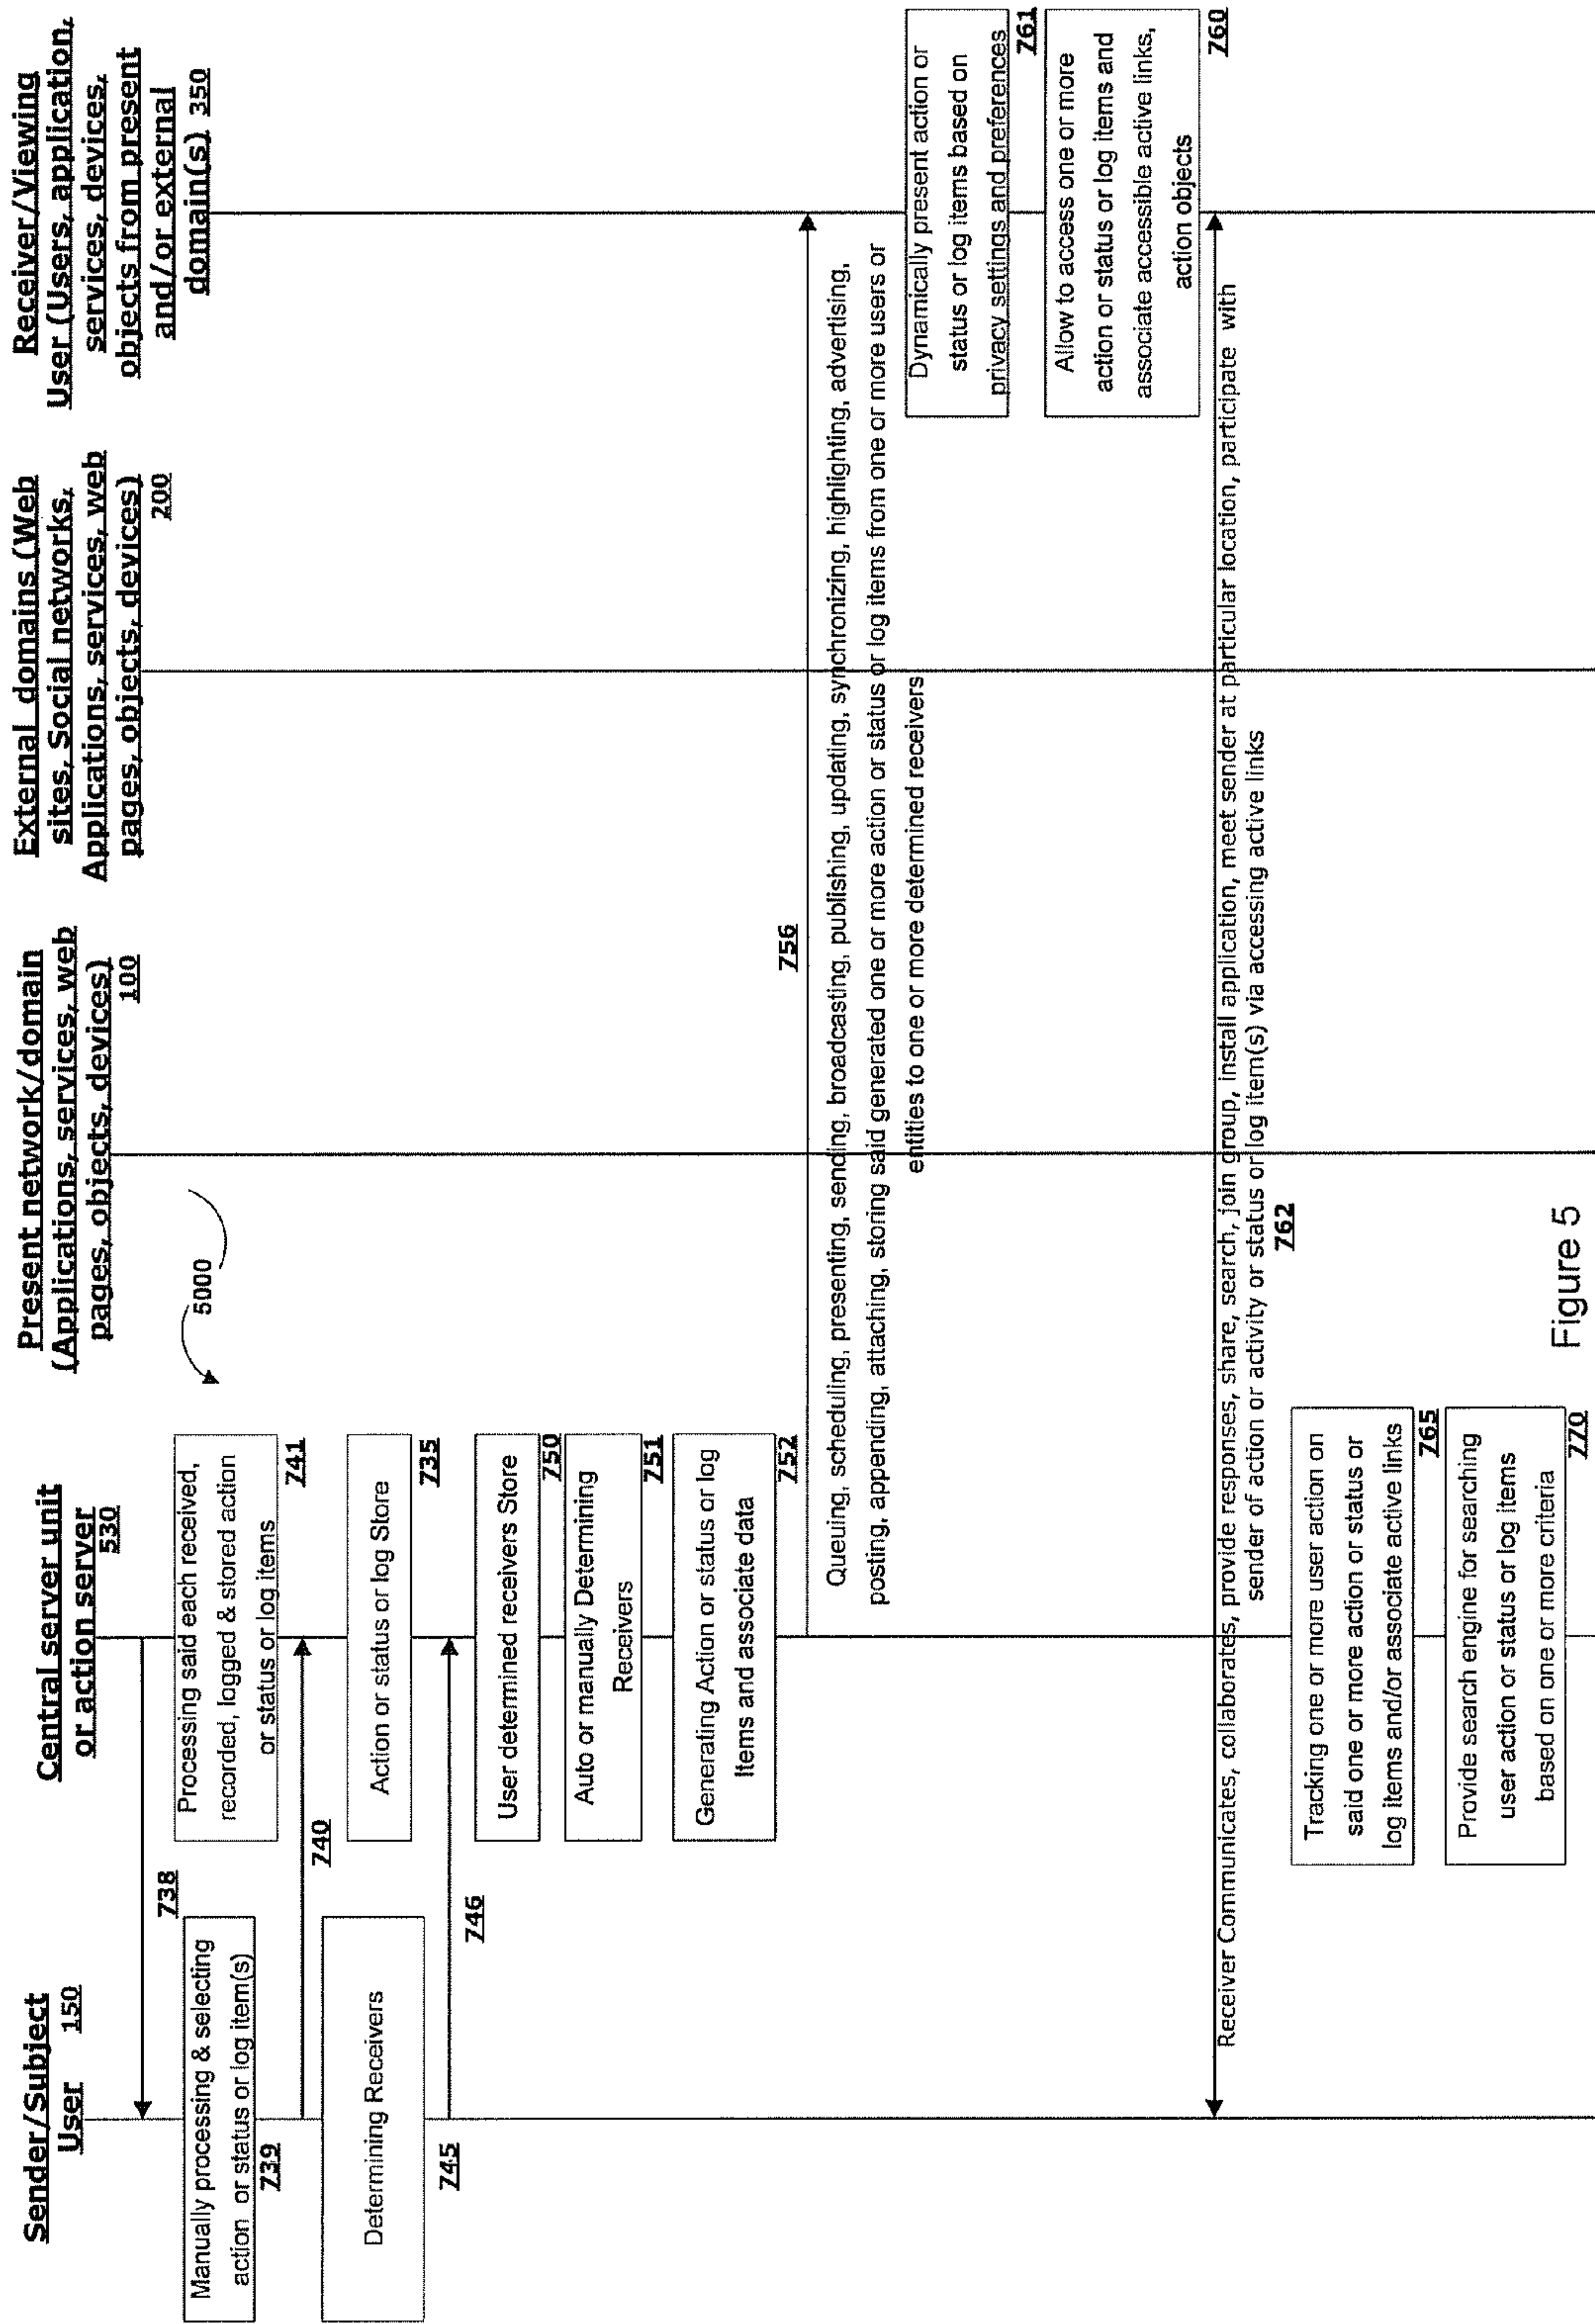 Sender/Subject
User 150
Central server unit
or action server
530
Present network/domain
(Applications, services, web
pages, objects, devices)
100
External domains (Web
sites, Social networks,
Applications, services, web
pages, objects, devices)
200
Receiver/Viewing
User (Users, application,
services, devices,
objects from present
and/or external
domain(s) 350
5000
738
Manually processing & selecting
action or status or log item(s)
739
Processing said each received,
recorded, logged & stored action
or status or log items
741
740
Determining Receivers
745
Action or status or log Store
735
746
User determined receivers Store
750
Auto or manually Determining
Receivers
751
Generating Action or status or log
Items and associate data
752
756
Queuing, scheduling, presenting, sending, broadcasting, publishing, updating, synchronizing, highlighting, advertising,
posting, appending, attaching, storing said generated one or more action or status or log items from one or more users or
entities to one or more determined receivers
Dynamically present action or
status or log items based on
privacy settings and preferences
761
Allow to access one or more
action or status or log items and
associate accessible active links,
action objects
760
Receiver Communicates, collaborates, provide responses, share, search, join group, install application, meet sender at particular location, participate with
sender of action or activity or status or log item(s) via accessing active links
762
Tracking one or more user action on
said one or more action or status or
log items and/or associate active links
765
Provide search engine for searching
user action or status or log items
based on one or more criteria
770
Figure 5